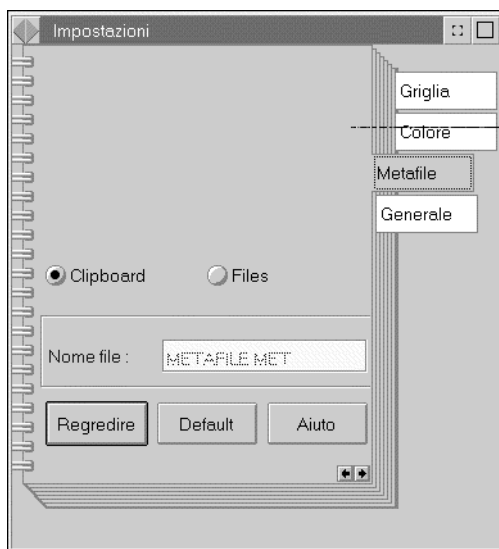 Impostazioni
Griglia
Colore
Metafile
Generale
Clipboard Files
Nome file : METAFILE.MET
Regredire Default Aiuto